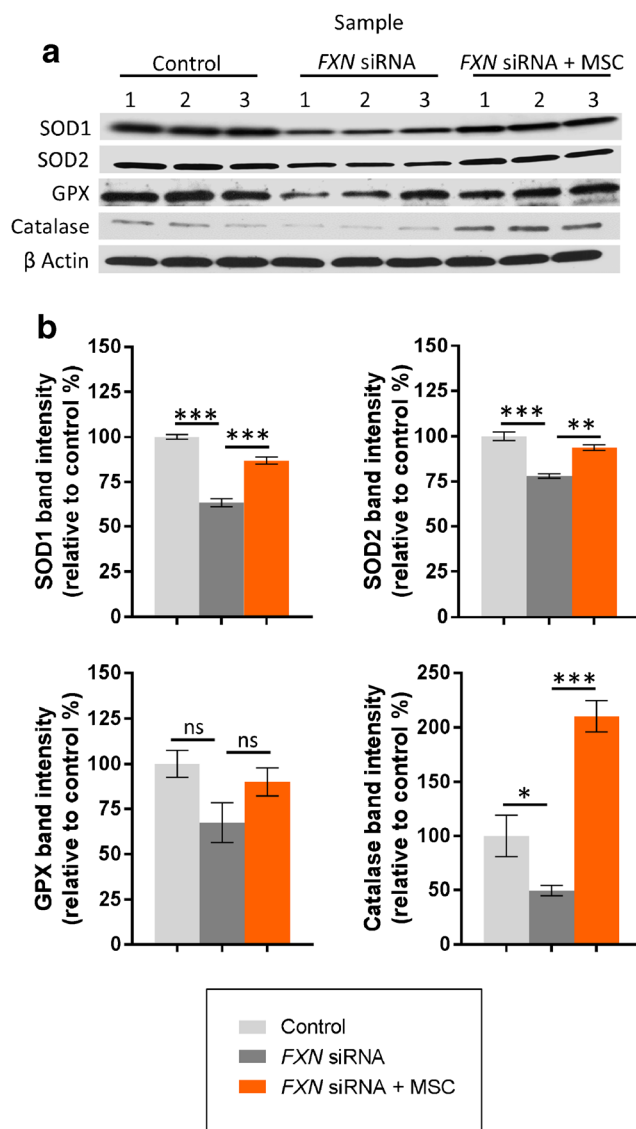 Sample
a
Control FXN siRNA FXN siRNA + MSC
1 2 3 1 2 3 1 2 3
SOD1
SOD2
GPX
Catalase
β Actin
b
SOD1 band intensity
(relative to control %)
150
125
100
75
50
25
0
***
***
SOD2 band intensity
(relative to control %)
150
125
100
75
50
25
0
***
**
GPX band intensity
(relative to control %)
150
125
100
75
50
25
0
ns
ns
Catalase band intensity
(relative to control %)
250
200
150
100
50
0
*
***
Control
FXN siRNA
FXN siRNA + MSC